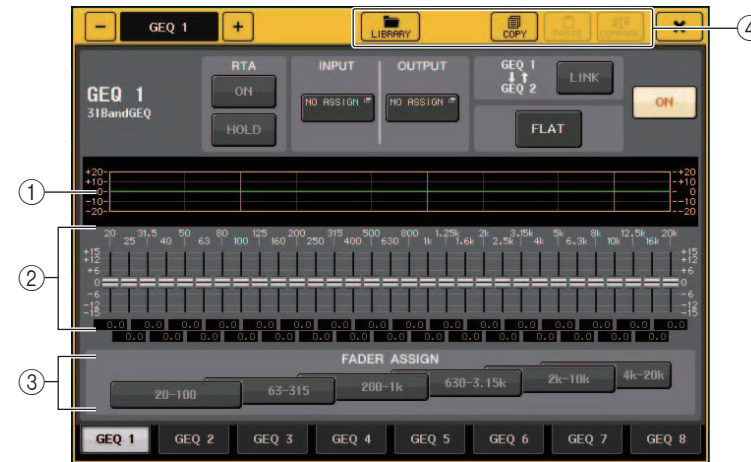 - GEQ 1 +
LIBRARY
COPY
PASTE
COMPARE
×
④
GEQ 1
31BandGEQ
RTA
ON
HOLD
INPUT
NO ASSIGN
OUTPUT
NO ASSIGN
GEQ 1
↓↑
GEQ 2
LINK
FLAT
ON
①
+20 +20
+10 +10
0 0
-10 -10
-20 -20
②
20 31.5 50 80 125 200 315 500 800 1.25k 2k 3.15k 5k 8k 12.5k 20k
25 40 63 100 160 250 400 630 1k 1.6k 2.5k 4k 6.3k 10k 16k
+15 +15
+12 +12
+6 +6
0 0
-6 -6
-12 -12
-15 -15
0.0 0.0 0.0 0.0 0.0 0.0 0.0 0.0 0.0 0.0 0.0 0.0 0.0 0.0 0.0 0.0
0.0 0.0 0.0 0.0 0.0 0.0 0.0 0.0 0.0 0.0 0.0 0.0 0.0 0.0 0.0
③
FADER ASSIGN
20-100 63-315 200-1k 630-3.15k 2k-10k 4k-20k
GEQ 1 GEQ 2 GEQ 3 GEQ 4 GEQ 5 GEQ 6 GEQ 7 GEQ 8